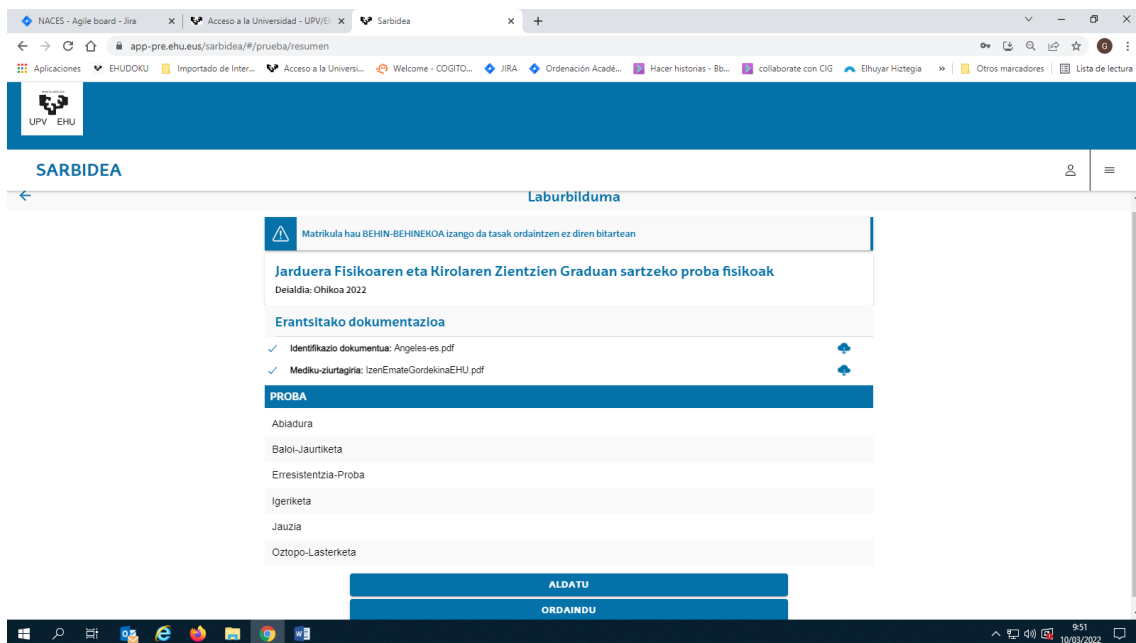 NACES - Agile board - Jira
Acceso a la Universidad - UPV/E
Sarbidea
app-pre.ehu.eus/sarbidea/#/prueba/resumen
G
Aplicaciones EHUDOKU Importado de Inter... Acceso a la Universi... Welcome - COGITO... JIRA Ordenación Acadé... Hacer historias - Bb... collaborate con CIG Elhuyar Hiztegia » Otros marcadores Lista de lectura
UPV EHU
SARBIDEA
Laburbilduma
Matrikula hau BEHIN-BEHINEKOA izango da tasak ordaintzen ez diren bitartean
Jarduera Fisikoaren eta Kirolaren Zientzien Graduan sartzeko proba fisikoak
Deialdia: Ohikoa 2022
Erantsitako dokumentazioa
Identifikazio dokumentua: Angeles-es.pdf
Mediku-ziurtagiria: IzenEmateGordekinaEHU.pdf
PROBA
Abiadura
Baloi-Jaurtiketa
Erresistentzia-Proba
Igeriketa
Jauzia
Oztopo-Lasterketa
ALDATU
ORDAINDU
9:51
10/03/2022